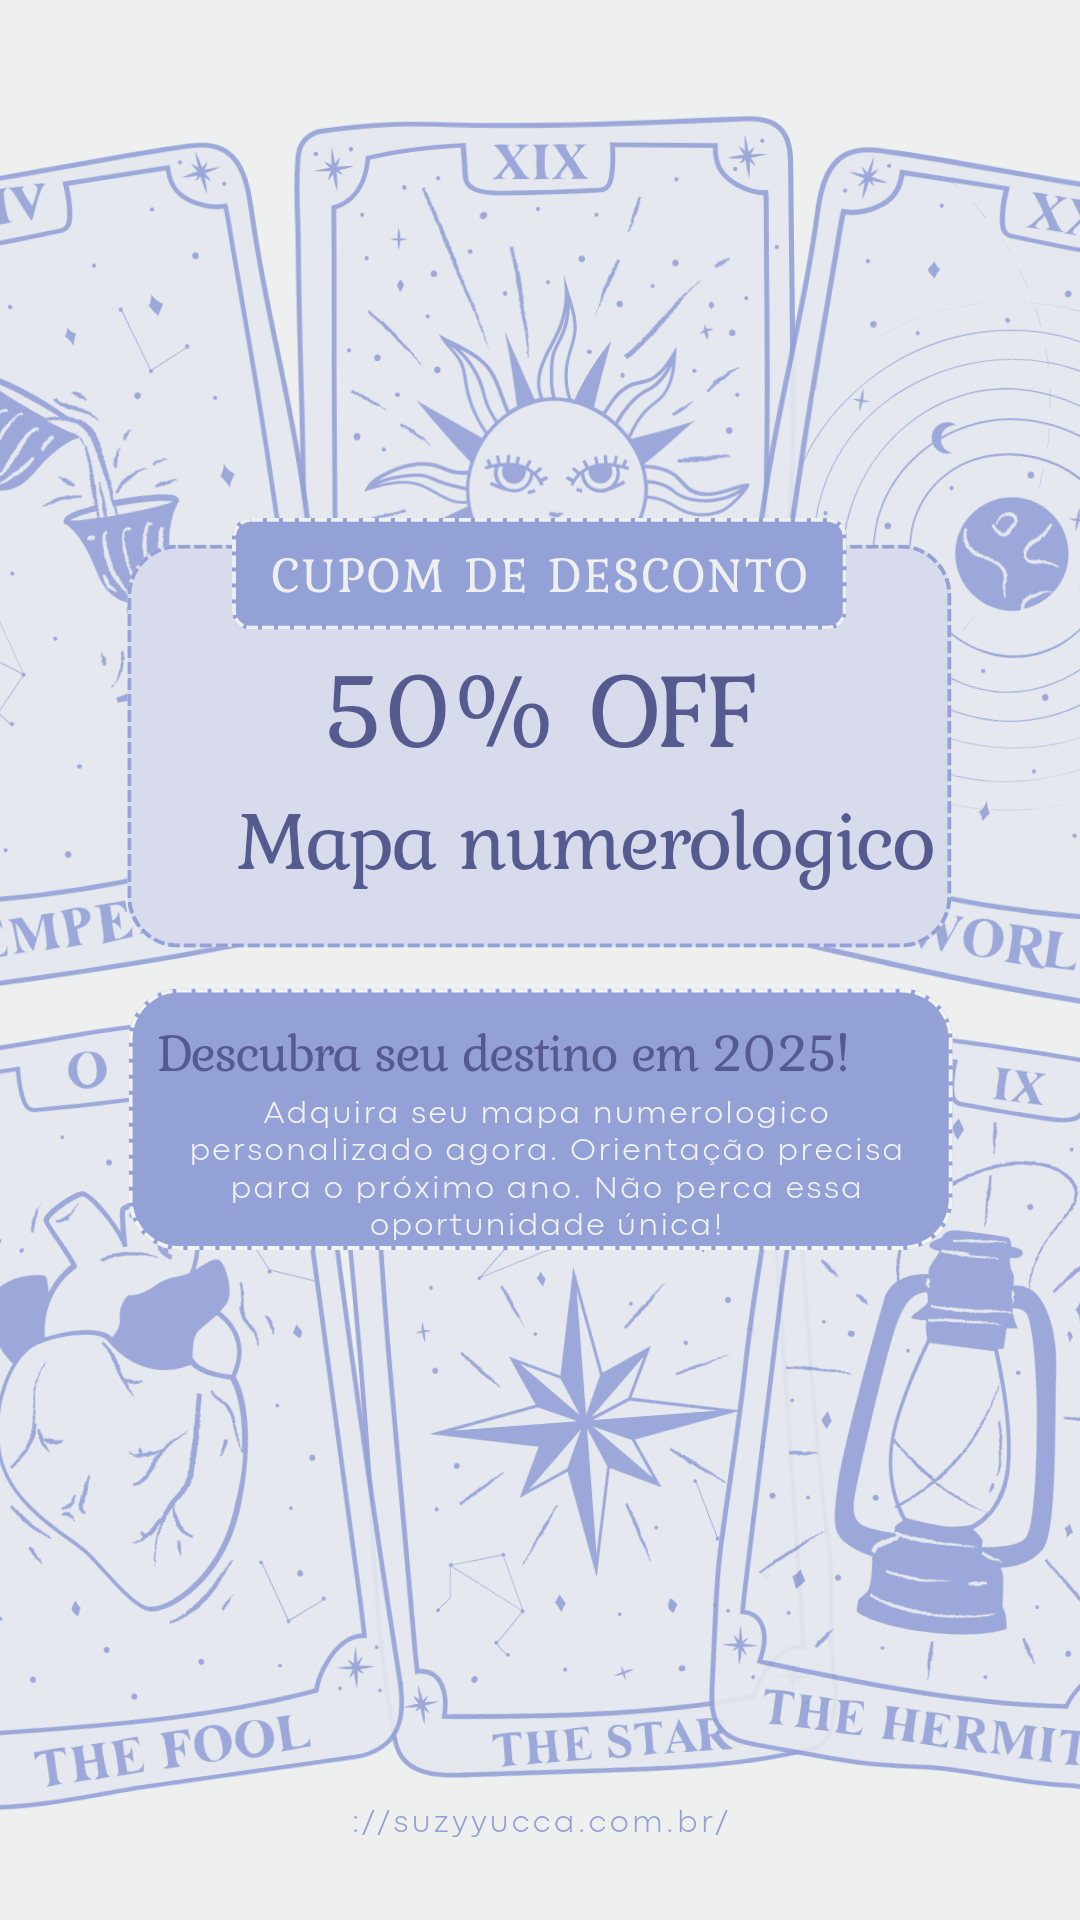 XIX
CUPOM DE DESCONTO
50% OFF
Mapa numerologico
Descubra seu destino em 2025!
Adquira seu mapa numerologico
personalizado agora. Orientação precisa
para o próximo ano. Não perca essa
oportunidade única!
O
IX
THE FOOL
THE STAR
THE HERMIT
://suzyyucca.com.br/